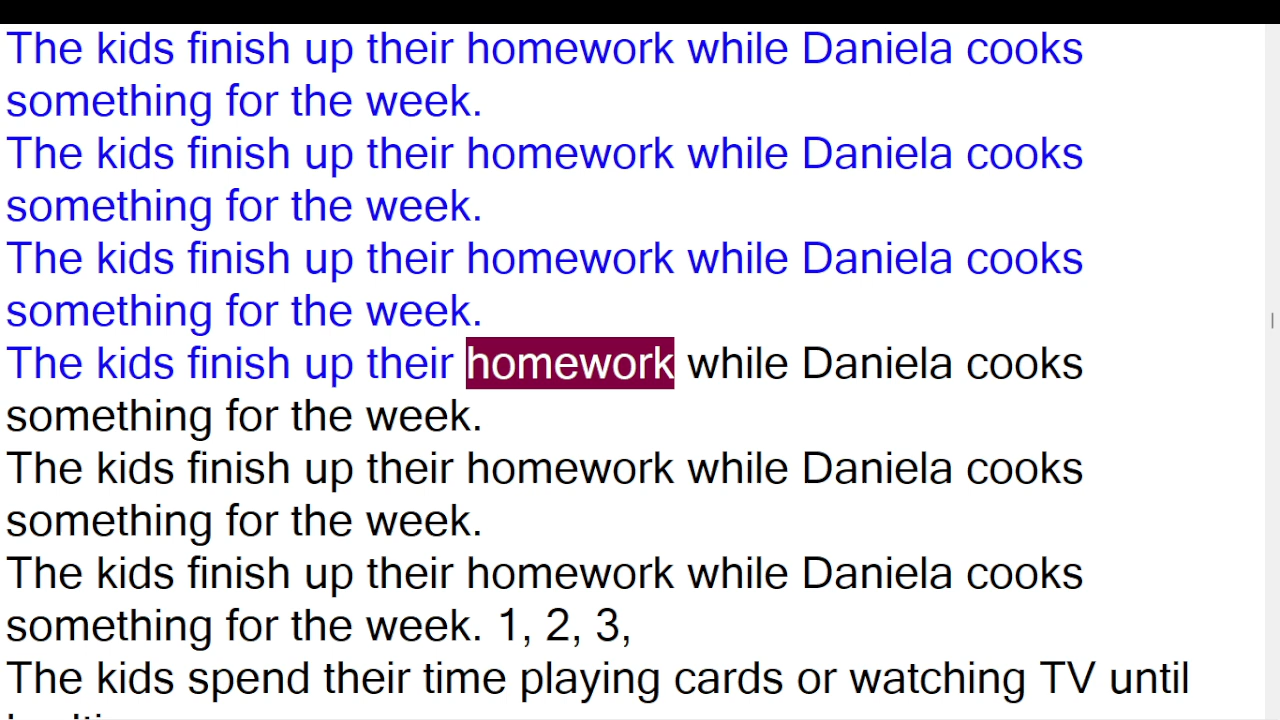 The kids finish up their homework while Daniela cooks
something for the week.
The kids finish up their homework while Daniela cooks
something for the week.
The kids finish up their homework while Daniela cooks
something for the week.
The kids finish up their homework while Daniela cooks
something for the week.
The kids finish up their homework while Daniela cooks
something for the week.
The kids finish up their homework while Daniela cooks
something for the week. 1, 2, 3,
The kids spend their time playing cards or watching TV until